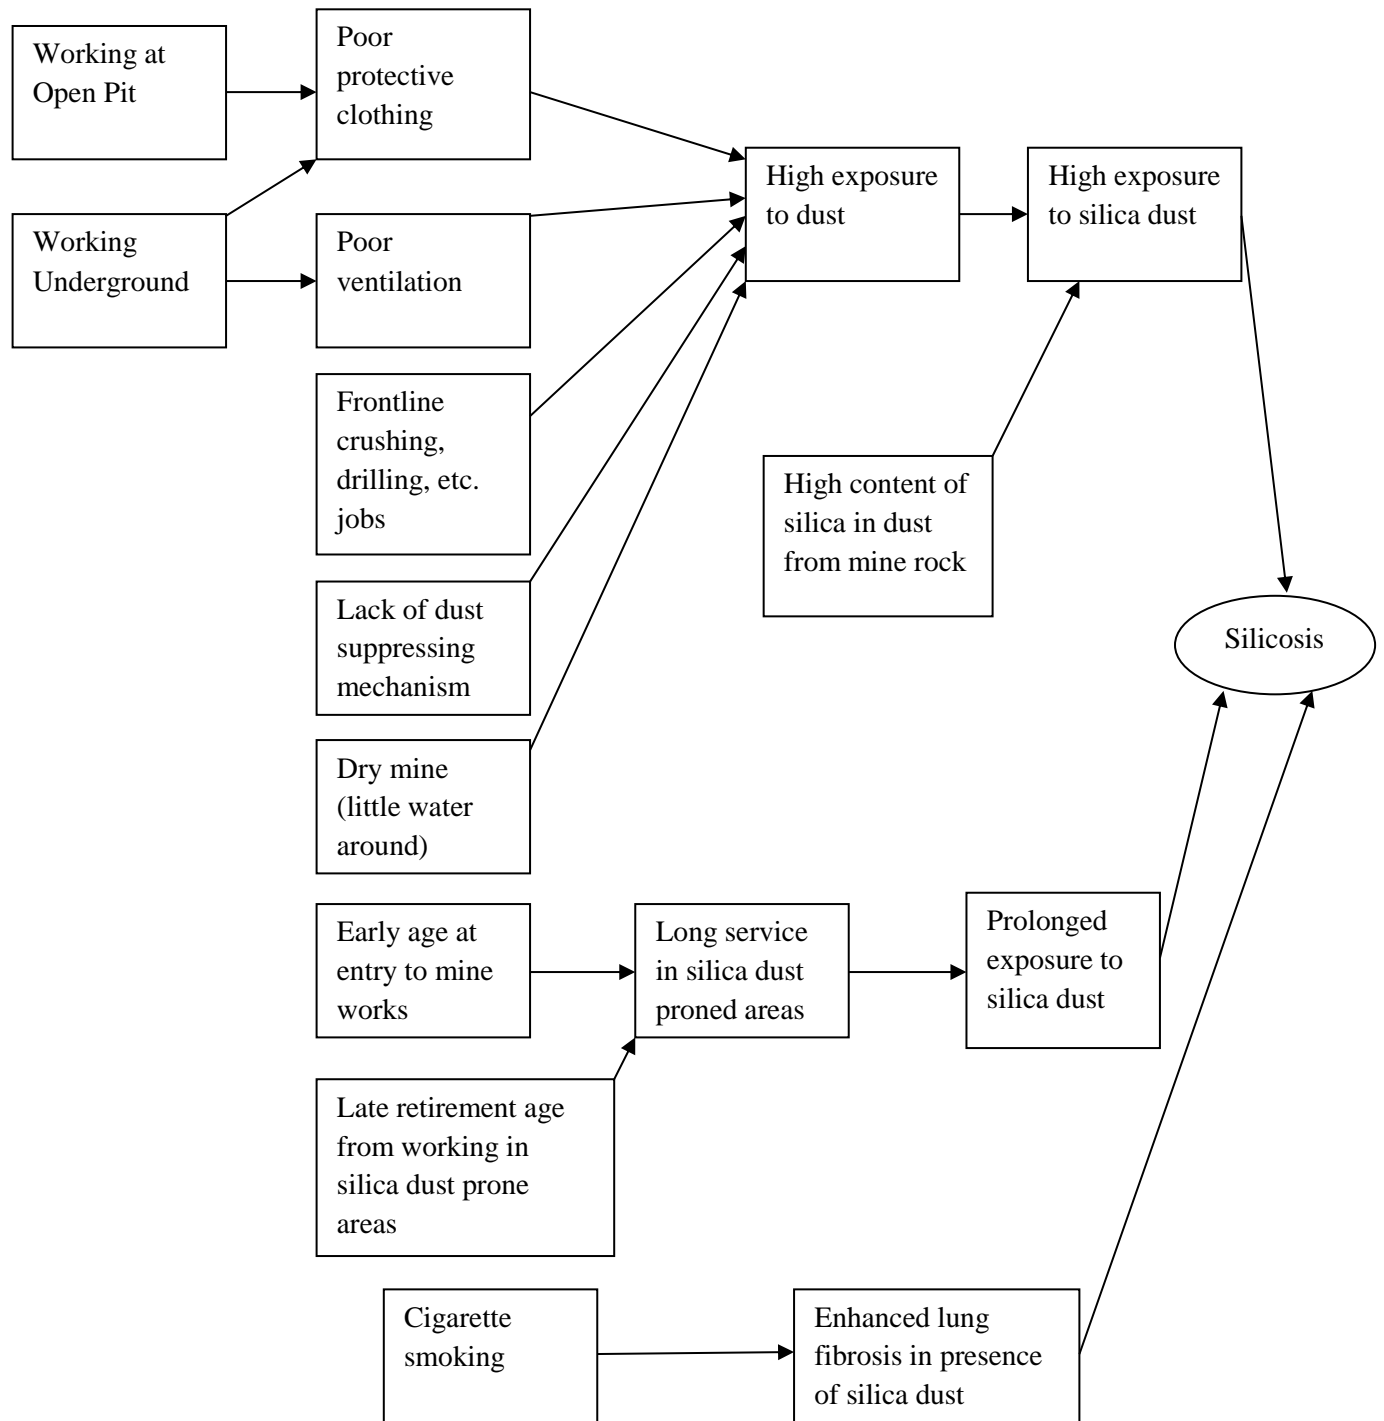 Working at
Open Pit
Poor
protective
clothing
High exposure
to dust
High exposure
to silica dust
Working
Underground
Poor
ventilation
Frontline
crushing,
drilling, etc.
jobs
High content of
silica in dust
from mine rock
Lack of dust
suppressing
mechanism
Silicosis
Dry mine
(little water
around)
Early age at
entry to mine
works
Long service
in silica dust
proned areas
Prolonged
exposure to
silica dust
Late retirement age
from working in
silica dust prone
areas
Cigarette
smoking
Enhanced lung
fibrosis in presence
of silica dust